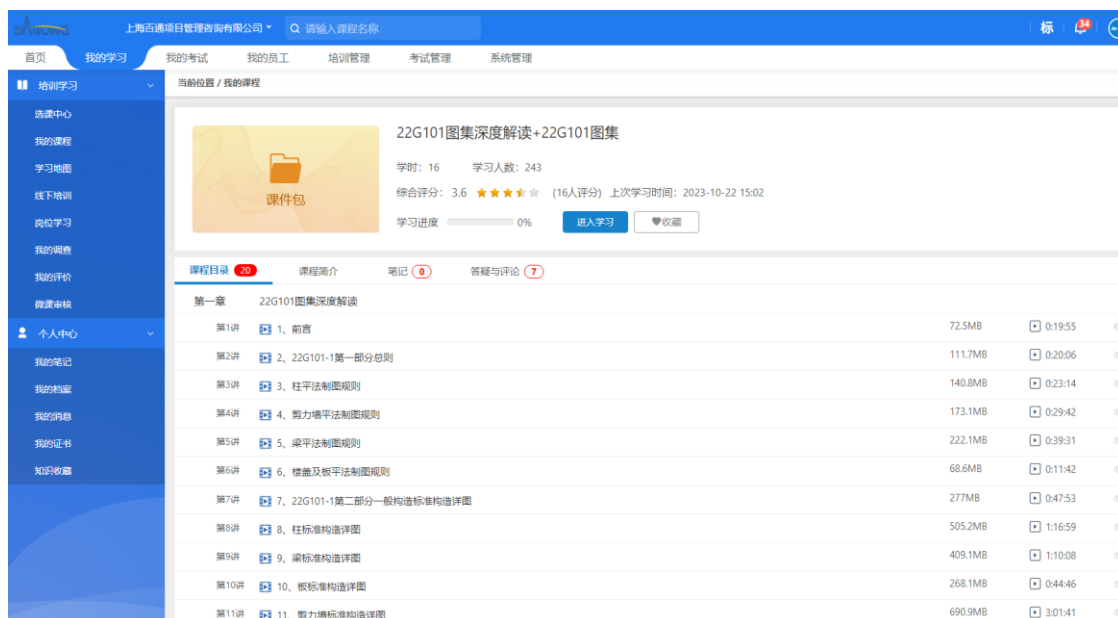 BAITONG 上海百通项目管理咨询有限公司 请输入课程名称 标 34
首页 我的学习 我的考试 我的员工 培训管理 考试管理 系统管理
培训学习
选课中心
我的课程
学习地图
线下培训
岗位学习
我的调查
我的评价
微课审核
个人中心
我的笔记
我的档案
我的消息
我的证书
知识收藏
当前位置 / 我的课程
课件包
22G101图集深度解读+22G101图集
学时：16 学习人数：243
综合评分：3.6 (16人评分) 上次学习时间：2023-10-22 15:02
学习进度 0% 进入学习 收藏
课程目录 20 课程简介 笔记 0 答疑与评论 7
第一章 22G101图集深度解读
第1讲 1、前言 72.5MB 0:19:55
第2讲 2、22G101-1第一部分总则 111.7MB 0:20:06
第3讲 3、柱平法制图规则 140.8MB 0:23:14
第4讲 4、剪力墙平法制图规则 173.1MB 0:29:42
第5讲 5、梁平法制图规则 222.1MB 0:39:31
第6讲 6、楼盖及板平法制图规则 68.6MB 0:11:42
第7讲 7、22G101-1第二部分一般构造标准构造详图 277MB 0:47:53
第8讲 8、柱标准构造详图 505.2MB 1:16:59
第9讲 9、梁标准构造详图 409.1MB 1:10:08
第10讲 10、板标准构造详图 268.1MB 0:44:46
第11讲 11、剪力墙标准构造详图 690.9MB 3:01:41